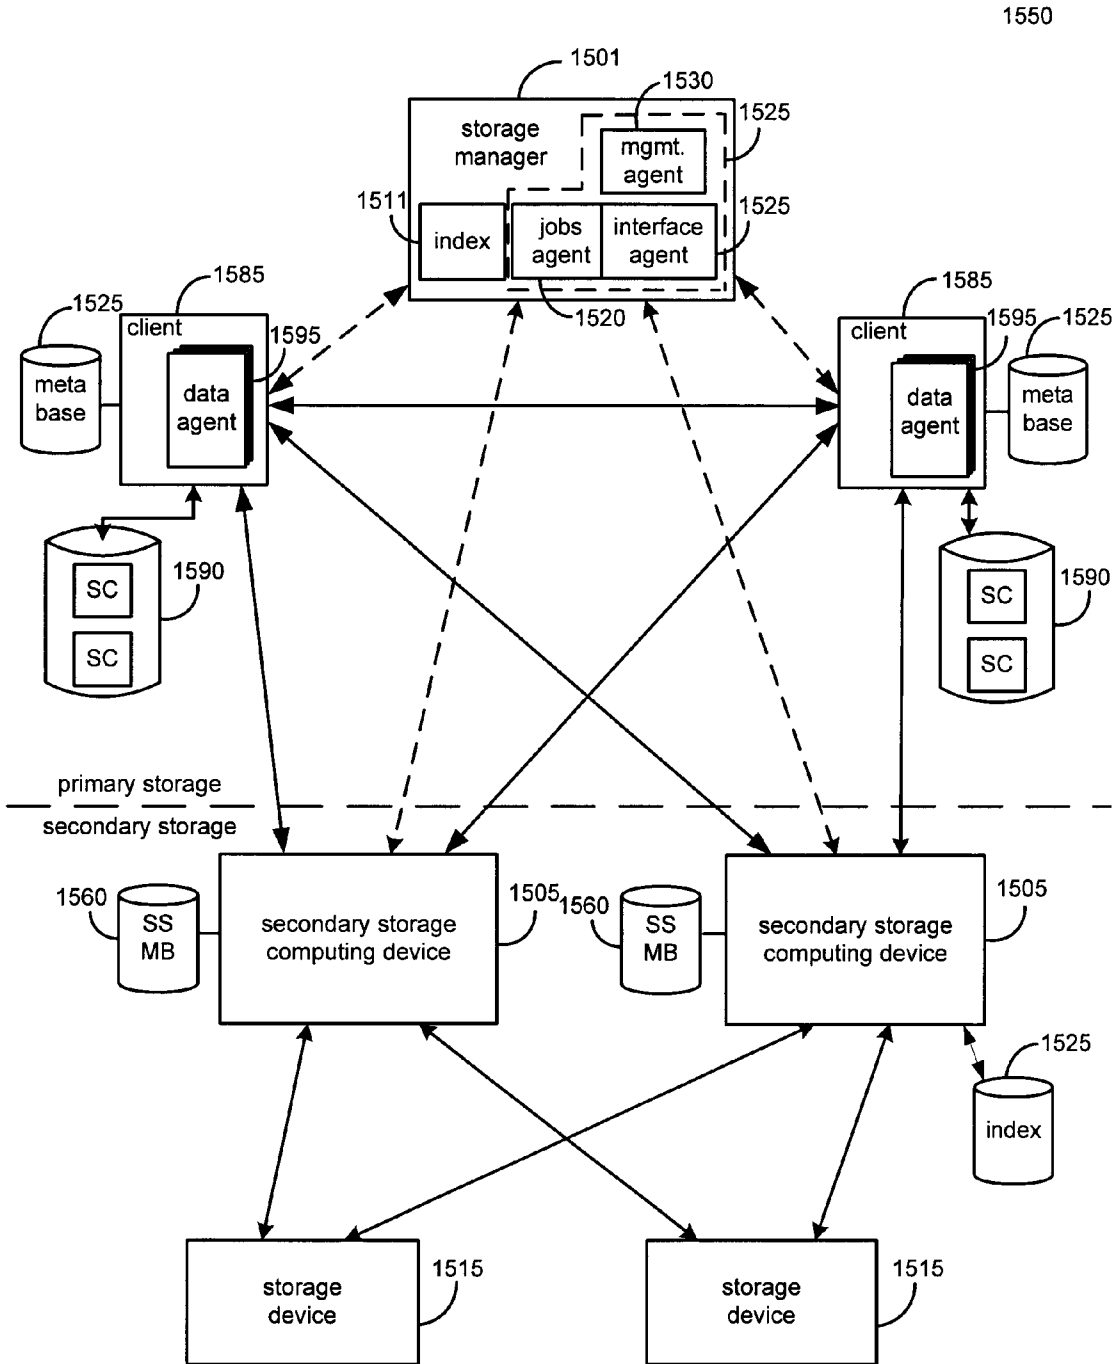 1550
1501
1530
1525
storage
manager
mgmt.
agent
1511
index
jobs
agent
interface
agent
1525
1520
1525
1585
client
1595
meta
base
data
agent
1585
client
1595
1525
data
agent
meta
base
1590
SC
SC
1590
SC
SC
primary storage
secondary storage
1560
SS
MB
secondary storage
computing device
1505
1560
SS
MB
secondary storage
computing device
1505
1525
index
storage
device
1515
storage
device
1515